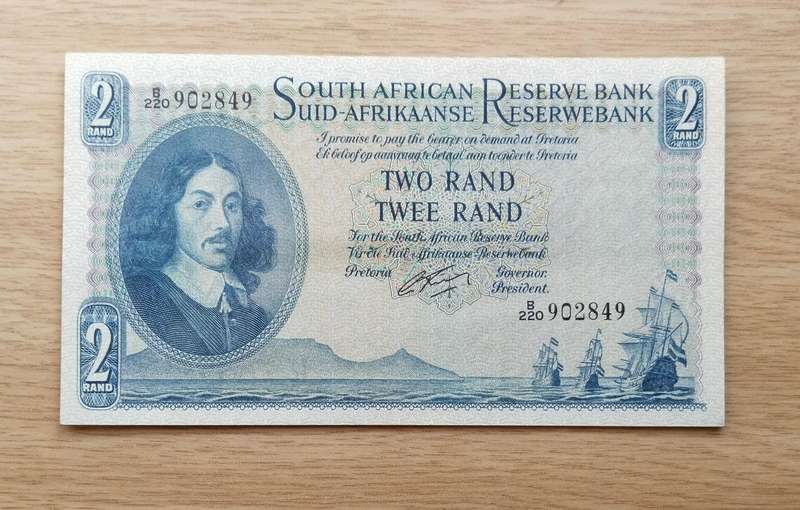 2
RAND
B/220 902849
SOUTH AFRICAN RESERVE BANK
SUID-AFRIKAANSE RESERWEBANK
2
RAND
I promise to pay the bearer on demand at Pretoria
Ek beloof op aanvraag te betaal aan toonder te Pretoria
TWO RAND
TWEE RAND
For the South African Reserve Bank
Vir die Suid-Afrikaanse Reserwebank
Pretoria
Governor.
President.
B/220 902849
2
RAND